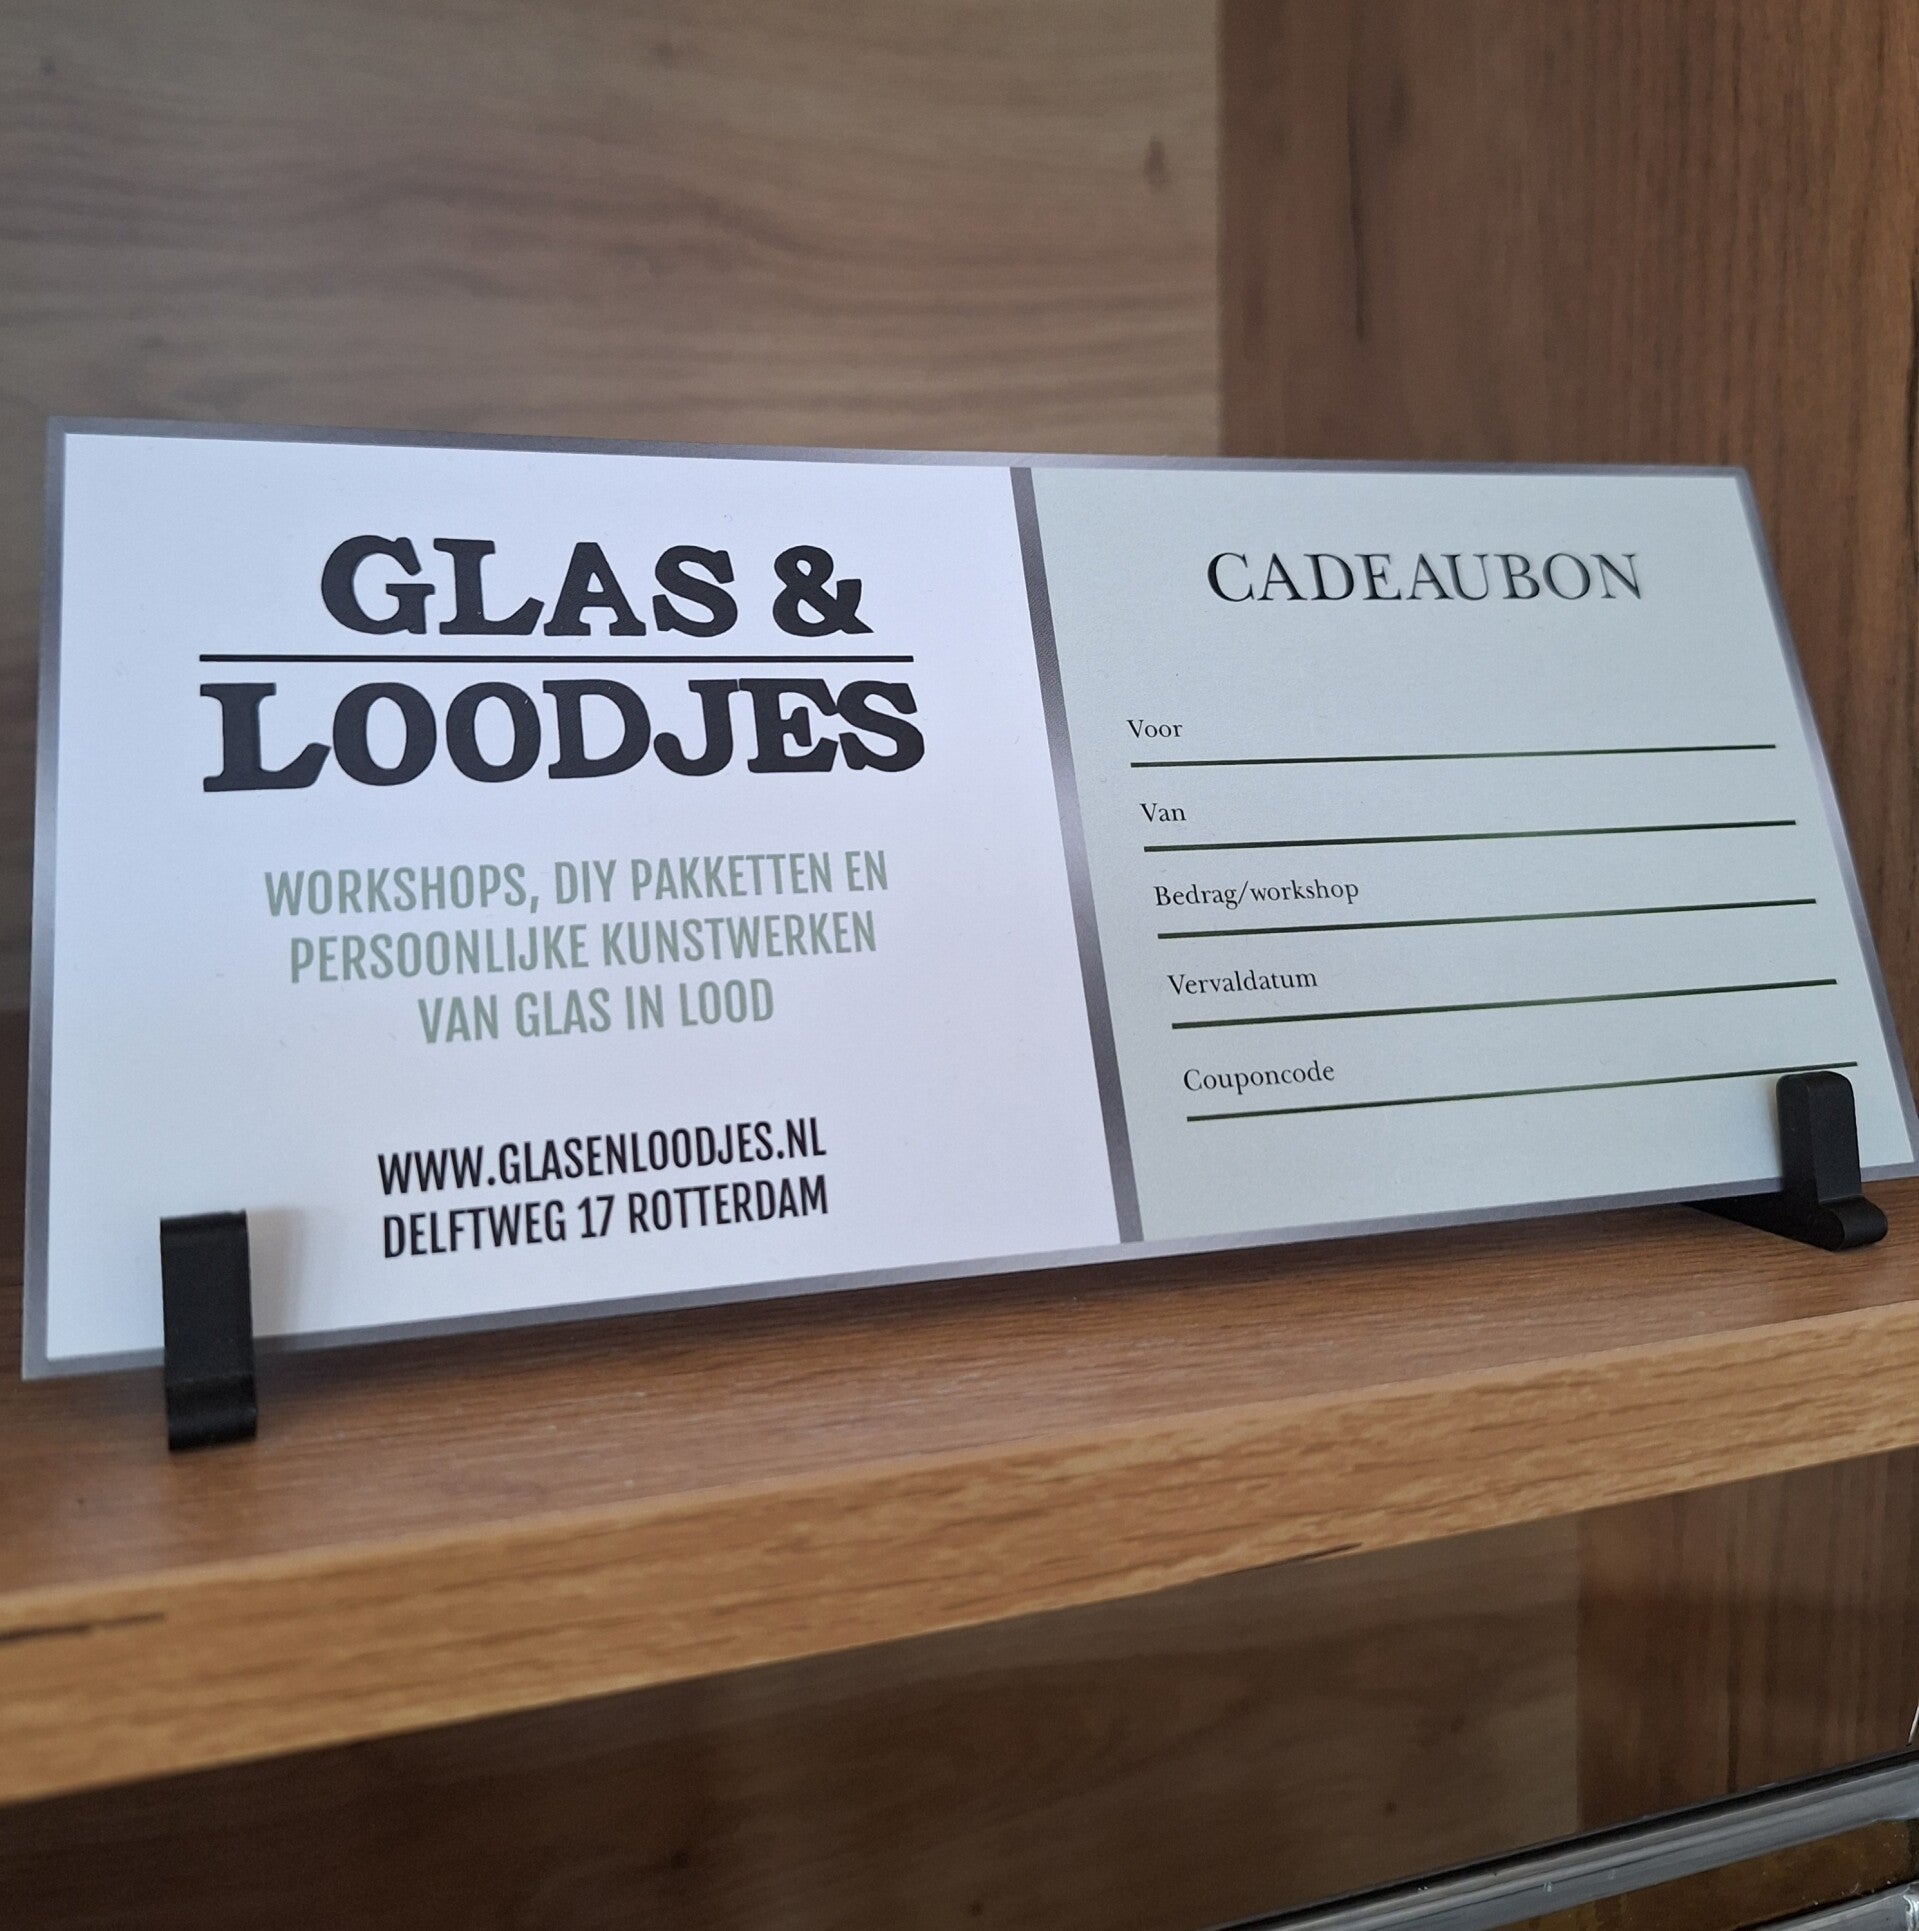 GLAS &
LOODJES
WORKSHOPS, DIY PAKKETTEN EN
PERSOONLIJKE KUNSTWERKEN
VAN GLAS IN LOOD
WWW.GLASENLOODJES.NL
DELFTWEG 17 ROTTERDAM
CADEAUBON
Voor
Van
Bedrag/workshop
Vervaldatum
Couponcode